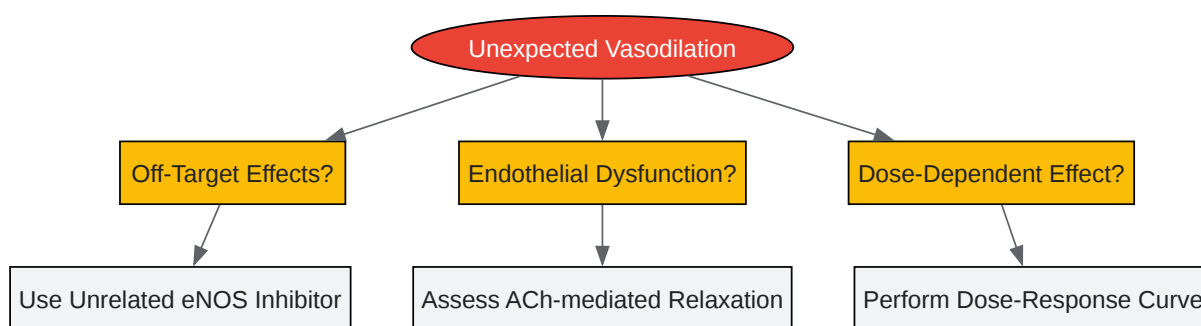 Unexpected Vasodilation
Off-Target Effects?
Endothelial Dysfunction?
Dose-Dependent Effect?
Use Unrelated eNOS Inhibitor
Assess ACh-mediated Relaxation
Perform Dose-Response Curve